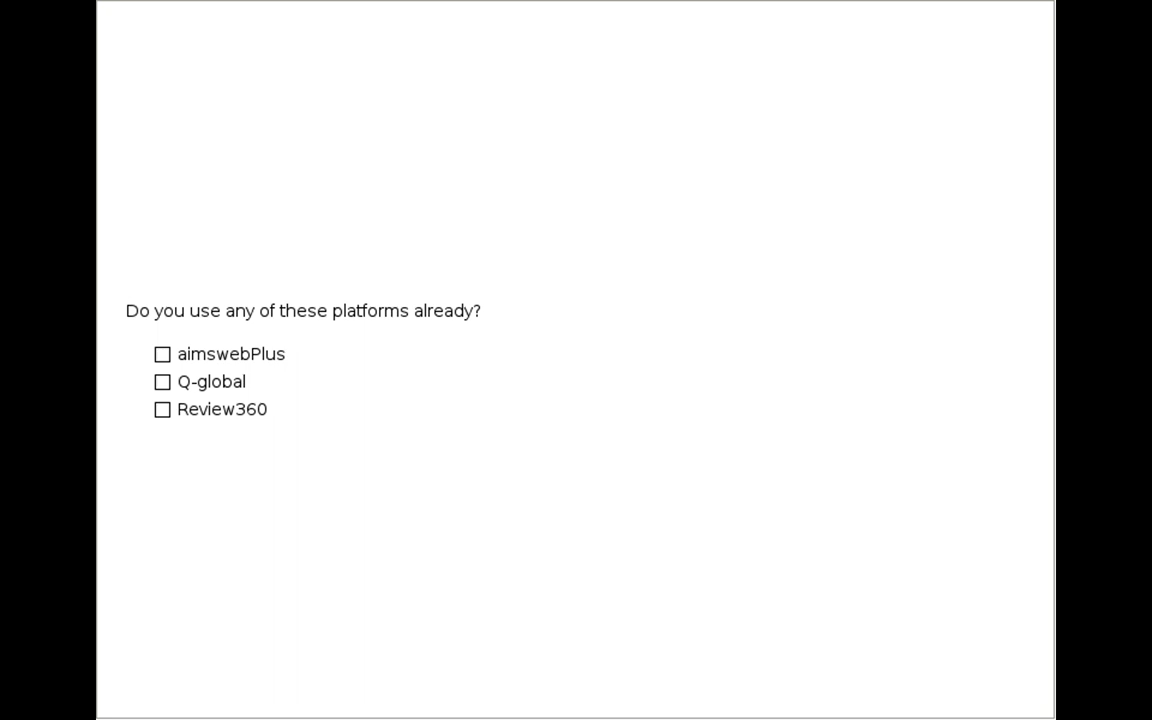 Do you use any of these platforms already?
☐ aimswebPlus
☐ Q-global
☐ Review360